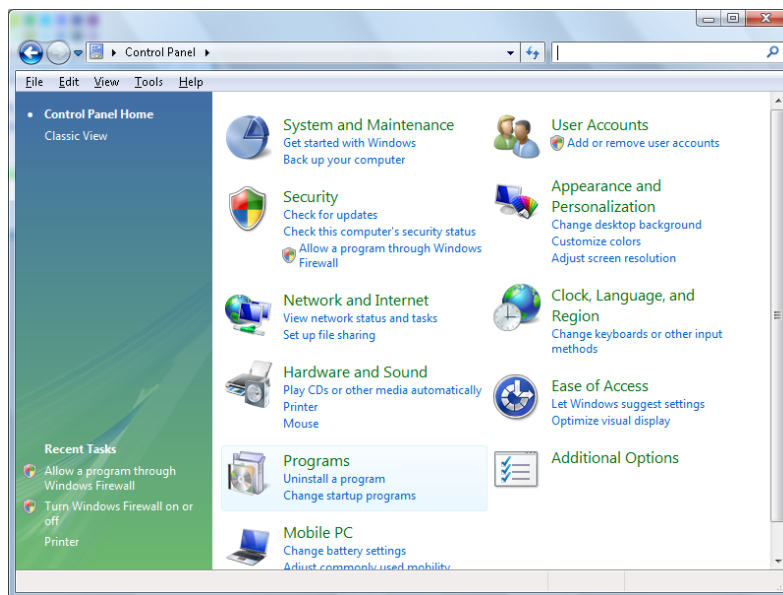 Control Panel
File Edit View Tools Help
Control Panel Home
Classic View
Recent Tasks
Allow a program through
Windows Firewall
Turn Windows Firewall on or
off
Printer
System and Maintenance
Get started with Windows
Back up your computer
Security
Check for updates
Check this computer's security status
Allow a program through Windows
Firewall
Network and Internet
View network status and tasks
Set up file sharing
Hardware and Sound
Play CDs or other media automatically
Printer
Mouse
Programs
Uninstall a program
Change startup programs
Mobile PC
Change battery settings
Adjust commonly used mobility
User Accounts
Add or remove user accounts
Appearance and
Personalization
Change desktop background
Customize colors
Adjust screen resolution
Clock, Language, and
Region
Change keyboards or other input
methods
Ease of Access
Let Windows suggest settings
Optimize visual display
Additional Options